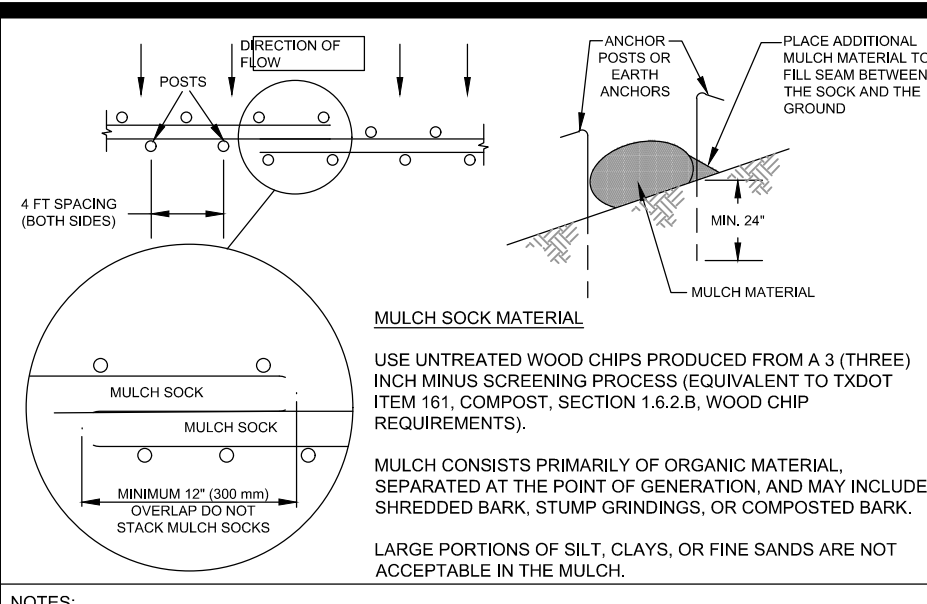 DIRECTION OF
FLOW
POSTS
4 FT SPACING
(BOTH SIDES)
ANCHOR
POSTS OR
EARTH
ANCHORS
PLACE ADDITIONAL
MULCH MATERIAL TO
FILL SEAM BETWEEN
THE SOCK AND THE
GROUND
MIN. 24"
MULCH MATERIAL
MULCH SOCK
MULCH SOCK
MINIMUM 12" (300 mm)
OVERLAP DO NOT
STACK MULCH SOCKS
MULCH SOCK MATERIAL
USE UNTREATED WOOD CHIPS PRODUCED FROM A 3 (THREE)
INCH MINUS SCREENING PROCESS (EQUIVALENT TO TXDOT
ITEM 161, COMPOST, SECTION 1.6.2.B, WOOD CHIP
REQUIREMENTS).
MULCH CONSISTS PRIMARILY OF ORGANIC MATERIAL,
SEPARATED AT THE POINT OF GENERATION, AND MAY INCLUDE
SHREDDED BARK, STUMP GRINDINGS, OR COMPOSTED BARK.
LARGE PORTIONS OF SILT, CLAYS, OR FINE SANDS ARE NOT
ACCEPTABLE IN THE MULCH.
NOTES: